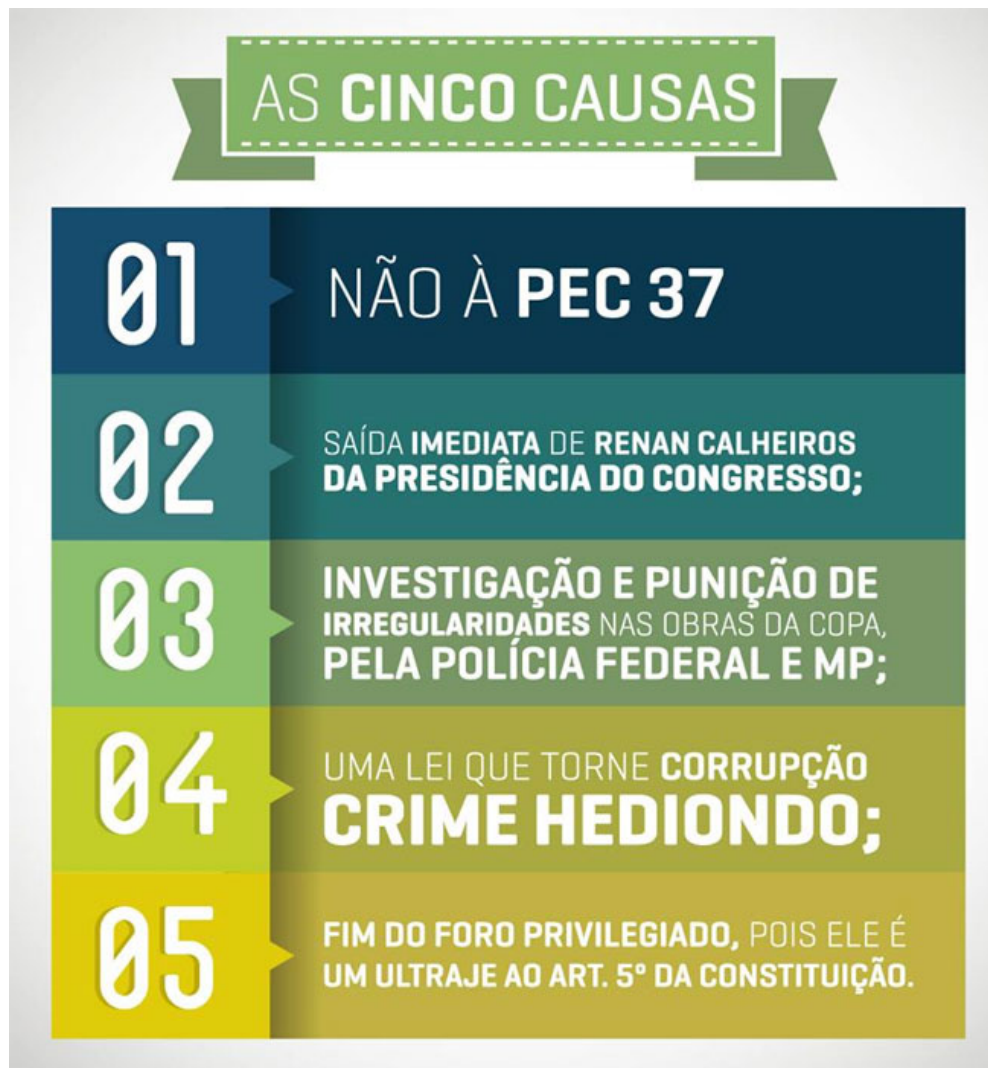 AS CINCO CAUSAS
01
NÃO À PEC 37
02
SAÍDA IMEDIATA DE RENAN CALHEIROS
DA PRESIDÊNCIA DO CONGRESSO;
03
INVESTIGAÇÃO E PUNIÇÃO DE
IRREGULARIDADES NAS OBRAS DA COPA,
PELA POLÍCIA FEDERAL E MP;
04
UMA LEI QUE TORNE CORRUPÇÃO
CRIME HEDIONDO;
05
FIM DO FORO PRIVILEGIADO, POIS ELE É
UM ULTRAJE AO ART. 5º DA CONSTITUIÇÃO.